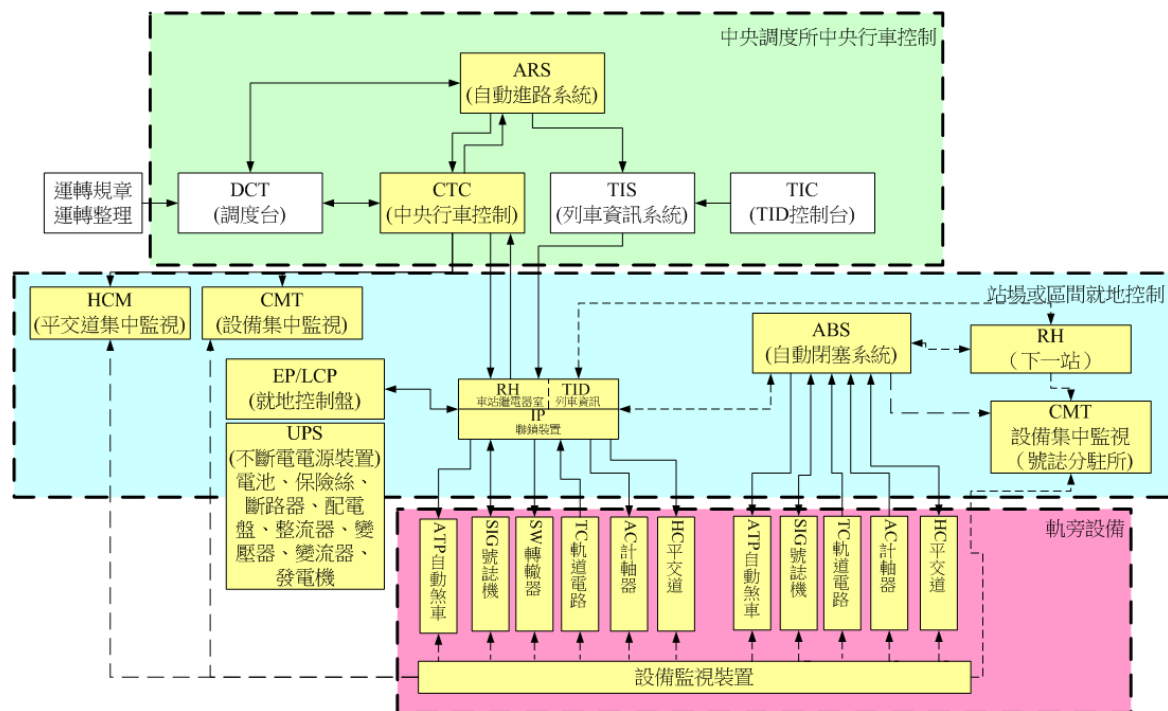 中央調度所中央行車控制
ARS
(自動進路系統)
運轉規章
運轉整理
DCT
(調度台)
CTC
(中央行車控制)
TIS
(列車資訊系統)
TIC
(TID控制台)
站場或區間就地控制
HCM
(平交道集中監視)
CMT
(設備集中監視)
ABS
(自動閉塞系統)
RH
（下一站）
EP/LCP
(就地控制盤)
RH
車站繼電器室
TID
列車資訊
IP
聯鎖裝置
CMT
設備集中監視
（號誌分駐所）
UPS
(不斷電電源裝置)
電池、保險絲、
斷路器、配電
盤、整流器、變
壓器、變流器、
發電機
軌旁設備
ATP自動煞車
SIG號誌機
SW轉轍器
TC軌道電路
AC計軸器
HC平交道
ATP自動煞車
SIG號誌機
TC軌道電路
AC計軸器
HC平交道
設備監視裝置